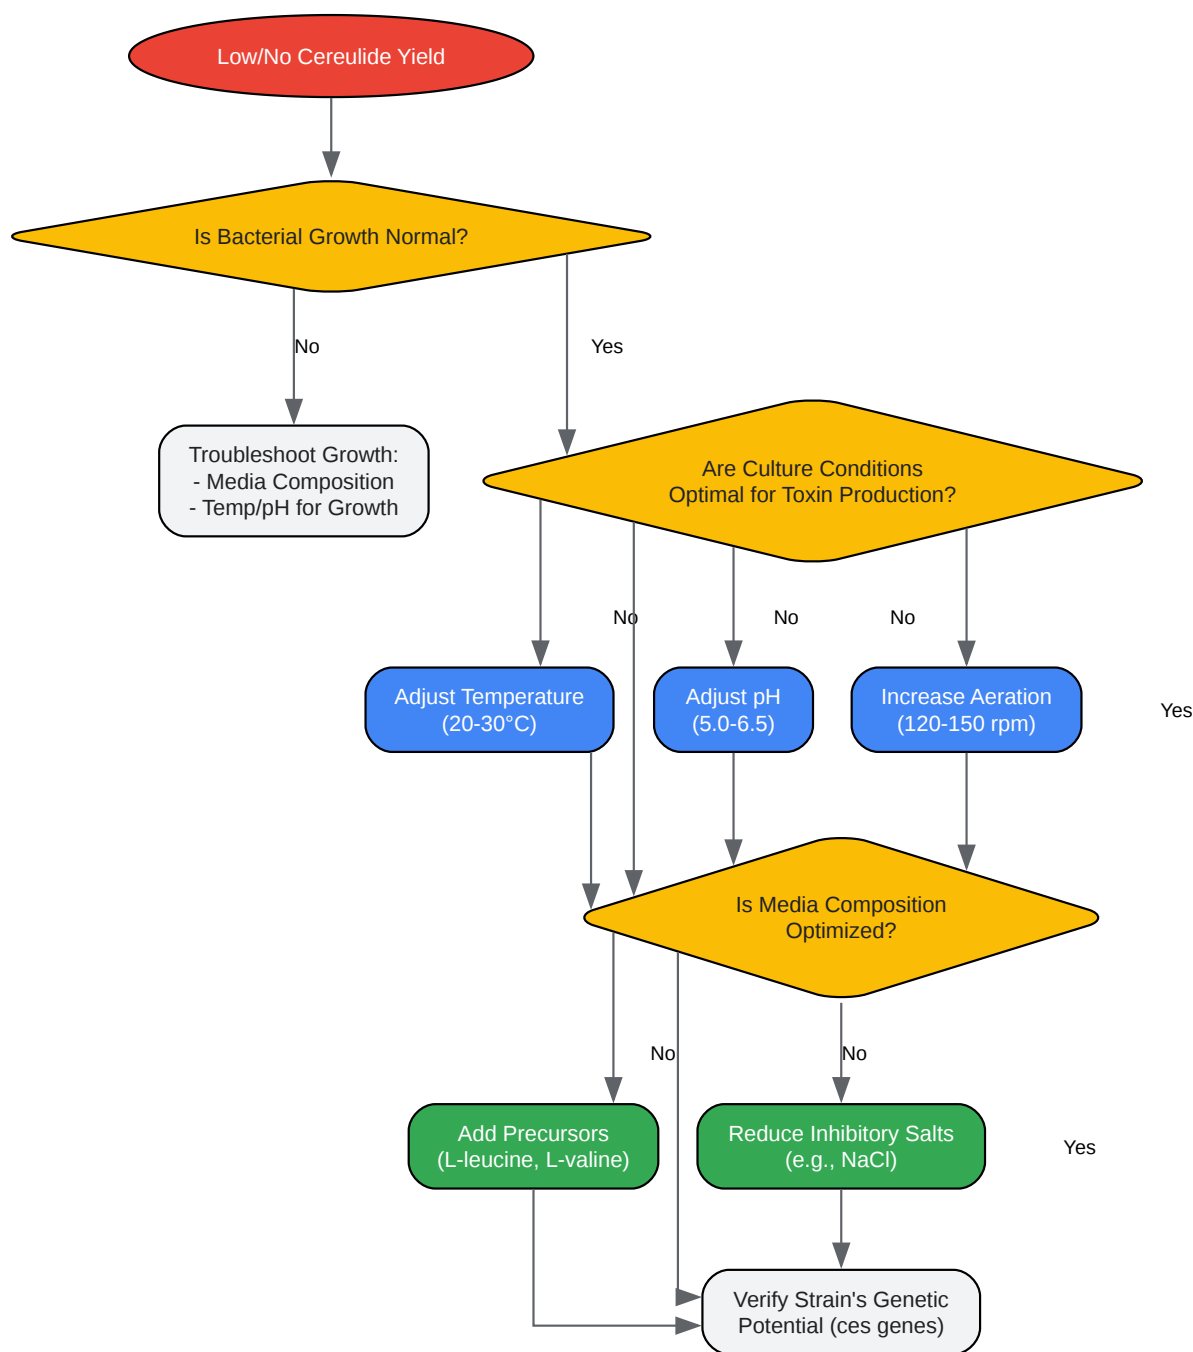 Low/No Cereulide Yield
Is Bacterial Growth Normal?
No
Yes
Troubleshoot Growth:
- Media Composition
- Temp/pH for Growth
Are Culture Conditions
Optimal for Toxin Production?
No
No
No
Adjust Temperature
(20-30°C)
Adjust pH
(5.0-6.5)
Increase Aeration
(120-150 rpm)
Yes
Is Media Composition
Optimized?
No
No
Add Precursors
(L-leucine, L-valine)
Reduce Inhibitory Salts
(e.g., NaCl)
Yes
Verify Strain's Genetic
Potential (ces genes)